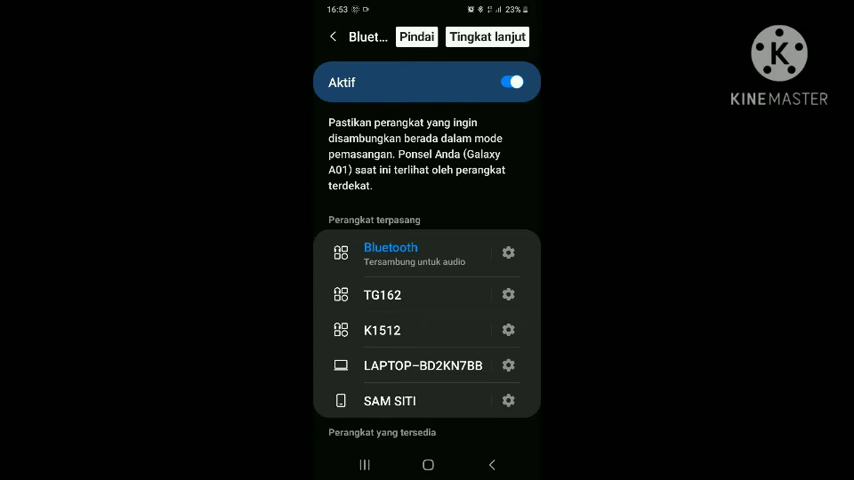 16:53
23%
Bluet...
Pindai
Tingkat lanjut
K
KINEMASTER
Aktif
Pastikan perangkat yang ingin
disambungkan berada dalam mode
pemasangan. Ponsel Anda (Galaxy
A01) saat ini terlihat oleh perangkat
terdekat.
Perangkat terpasang
Bluetooth
Tersambung untuk audio
TG162
K1512
LAPTOP-BD2KN7BB
SAM SITI
Perangkat yang tersedia